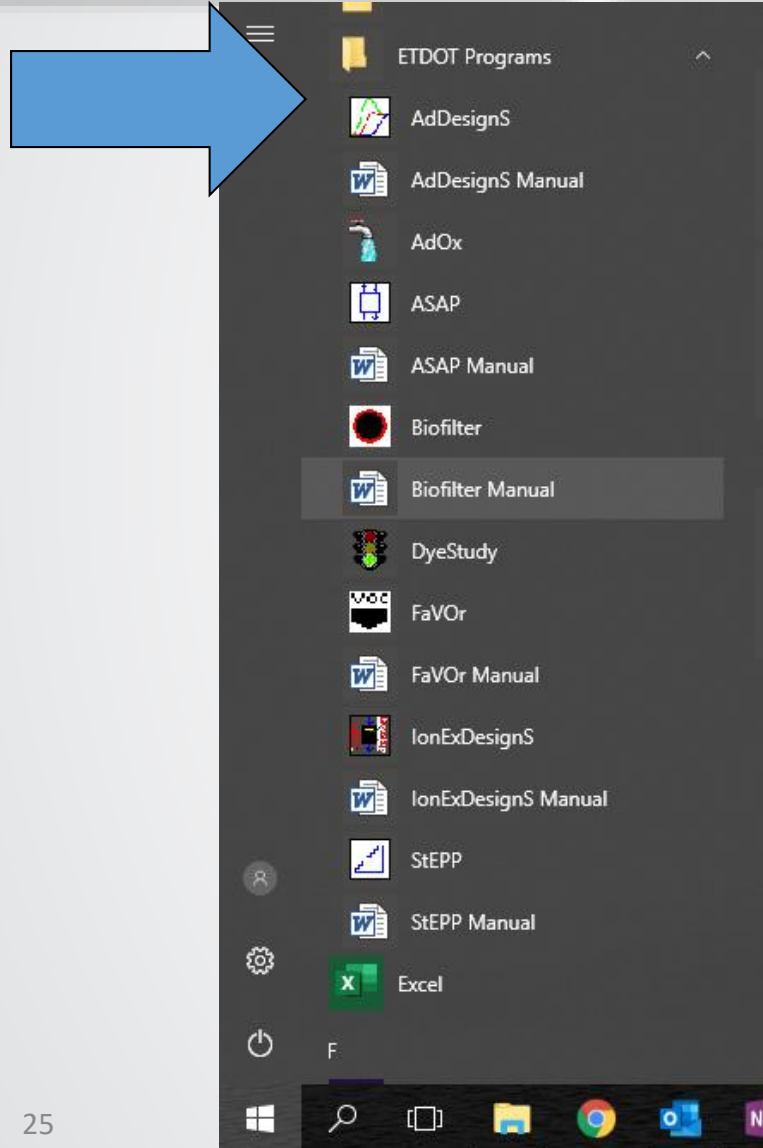 ETDOT Programs
AdDesignS
AdDesignS Manual
AdOx
ASAP
ASAP Manual
Biofilter
Biofilter Manual
DyeStudy
VOC
FaVOr
FaVOr Manual
IonExDesignS
IonExDesignS Manual
StEPP
StEPP Manual
Excel
F
25